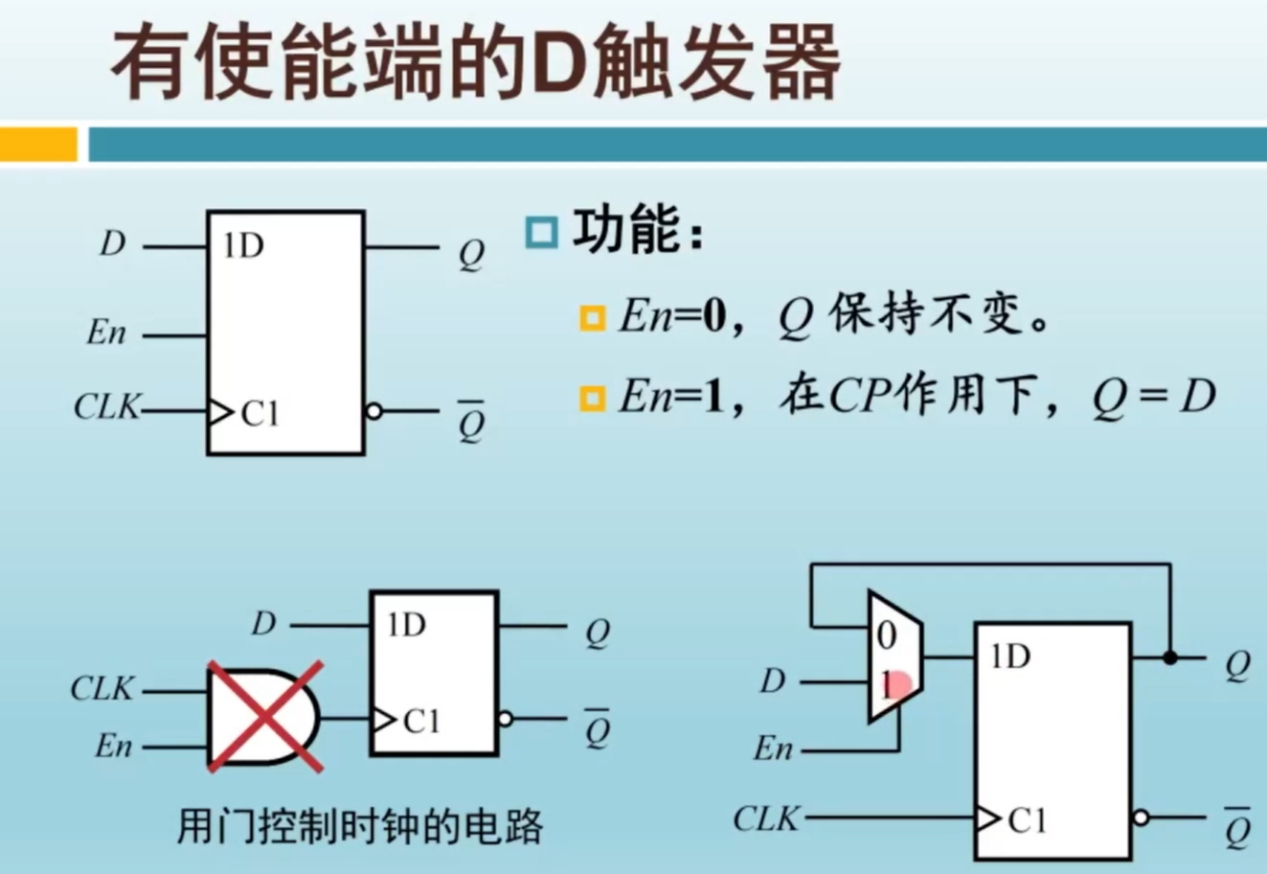 有使能端的D触发器
D
1D
Q
En
CLK
C1
Q̅
功能：
En=0，Q 保持不变。
En=1，在CP作用下，Q = D
D
1D
Q
CLK
En
C1
Q̅
用门控制时钟的电路
0
D
1
1D
Q
En
CLK
C1
Q̅